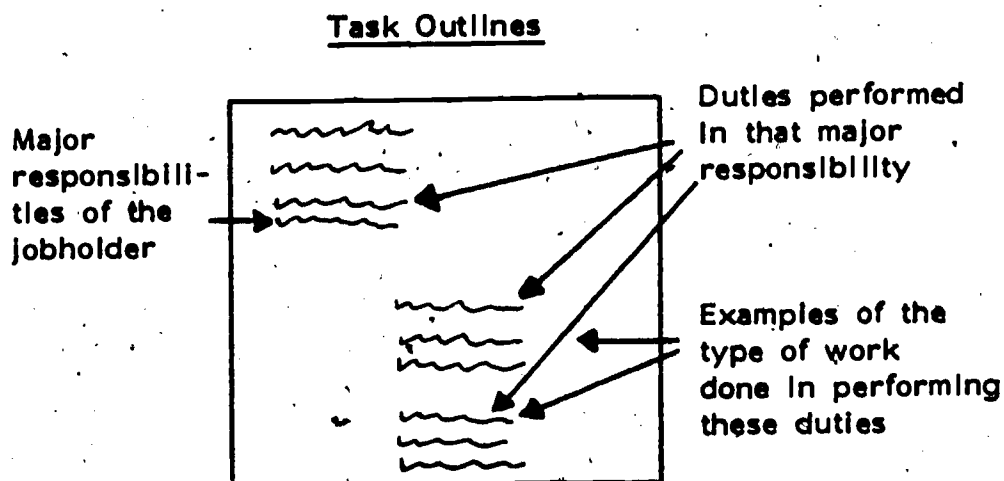 Task Outlines
Major
responsibili-
ties of the
jobholder
Duties performed
in that major
responsibility
Examples of the
type of work
done in performing
these duties